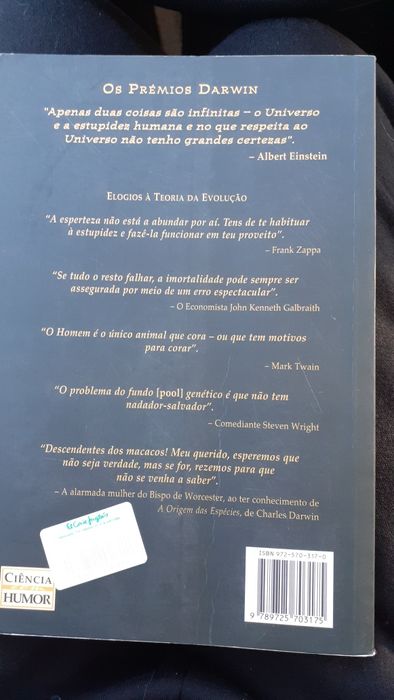 OS PRÉMIOS DARWIN
"Apenas duas coisas são infinitas – o Universo
e a estupidez humana e no que respeita ao
Universo não tenho grandes certezas".
– Albert Einstein
ELOGIOS À TEORIA DA EVOLUÇÃO
"A esperteza não está a abundar por aí. Tens de te habituar
à estupidez e fazê-la funcionar em teu proveito".
– Frank Zappa
"Se tudo o resto falhar, a imortalidade pode sempre ser
assegurada por meio de um erro espectacular".
– O Economista John Kenneth Galbraith
"O Homem é o único animal que cora – ou que tem motivos
para corar".
– Mark Twain
"O problema do fundo [pool] genético é que não tem
nadador-salvador".
– Comediante Steven Wright
"Descendentes dos macacos! Meu querido, esperemos que
não seja verdade, mas se for, rezemos para que
não se venha a saber".
– A alarmada mulher do Bispo de Worcester, ao ter conhecimento de
A Origem das Espécies, de Charles Darwin
El Corte Inglés
CIÊNCIA
COM
HUMOR
ISBN 972-570-317-0
9 789725 703175